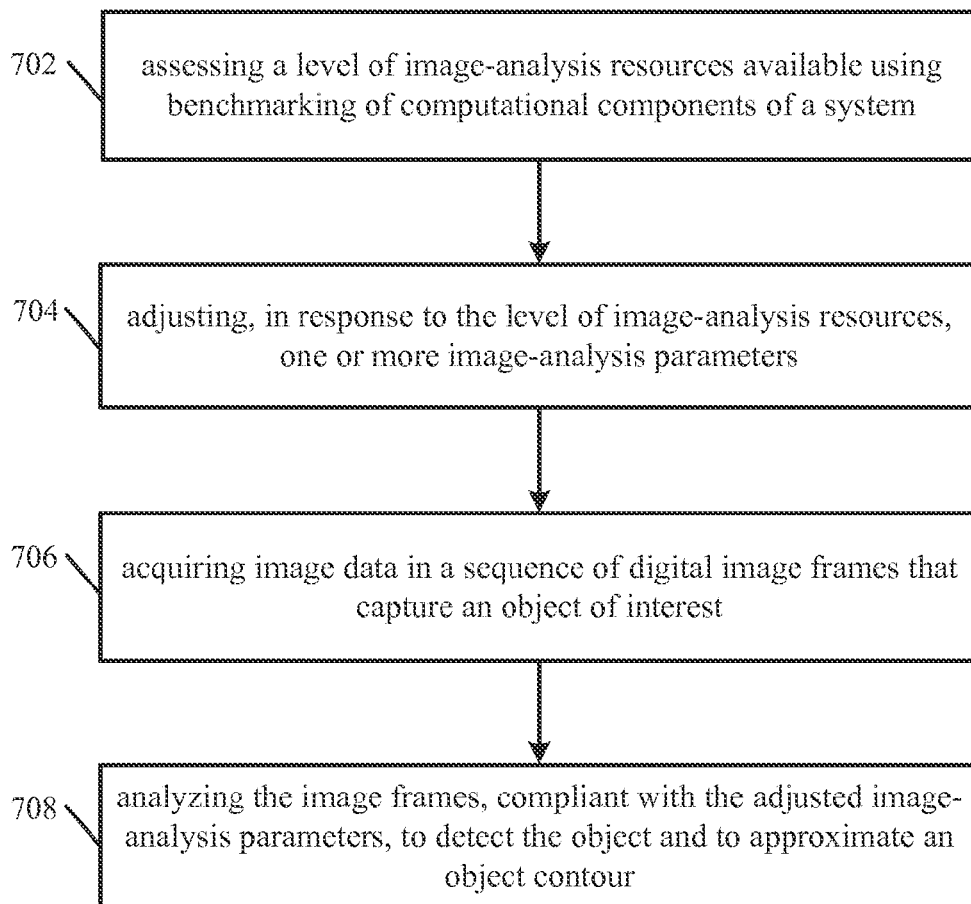 702
assessing a level of image-analysis resources available using
benchmarking of computational components of a system
704
adjusting, in response to the level of image-analysis resources,
one or more image-analysis parameters
706
acquiring image data in a sequence of digital image frames that
capture an object of interest
708
analyzing the image frames, compliant with the adjusted image-
analysis parameters, to detect the object and to approximate an
object contour